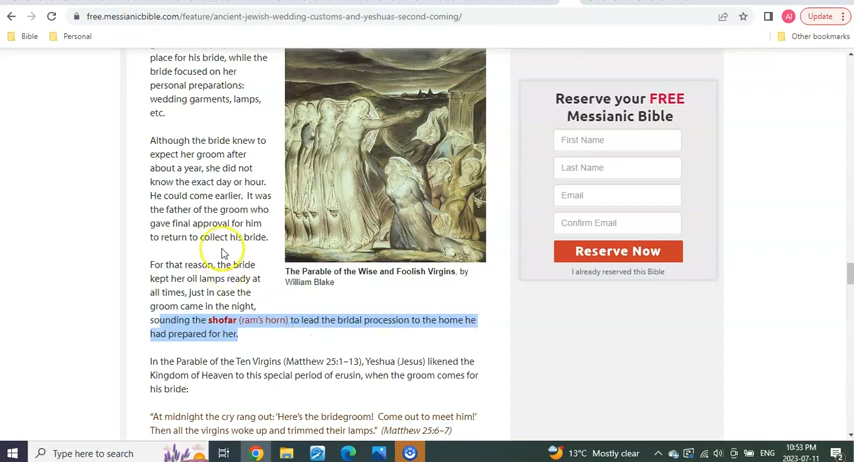 free.messianicbible.com/feature/ancient-jewish-wedding-customs-and-yeshuas-second-coming/
AI
Update
Bible
Personal
Other bookmarks
place for his bride, while the
bride focused on her
personal preparations:
wedding garments, lamps,
etc.
Although the bride knew to
expect her groom after
about a year, she did not
know the exact day or hour.
He could come earlier. It was
the father of the groom who
gave final approval for him
to return to collect his bride.
For that reason, the bride
kept her oil lamps ready at
all times, just in case the
groom came in the night,
sounding the shofar (ram's horn) to lead the bridal procession to the home he
had prepared for her.
The Parable of the Wise and Foolish Virgins, by
William Blake
In the Parable of the Ten Virgins (Matthew 25:1–13), Yeshua (Jesus) likened the
Kingdom of Heaven to this special period of erusin, when the groom comes for
his bride:
“At midnight the cry rang out: ‘Here's the bridegroom! Come out to meet him!’
Then all the virgins woke up and trimmed their lamps.” (Matthew 25:6–7)
Reserve your FREE
Messianic Bible
First Name
Last Name
Email
Confirm Email
Reserve Now
I already reserved this Bible
Type here to search
13°C Mostly clear
ENG
10:53 PM
2023-07-11
2